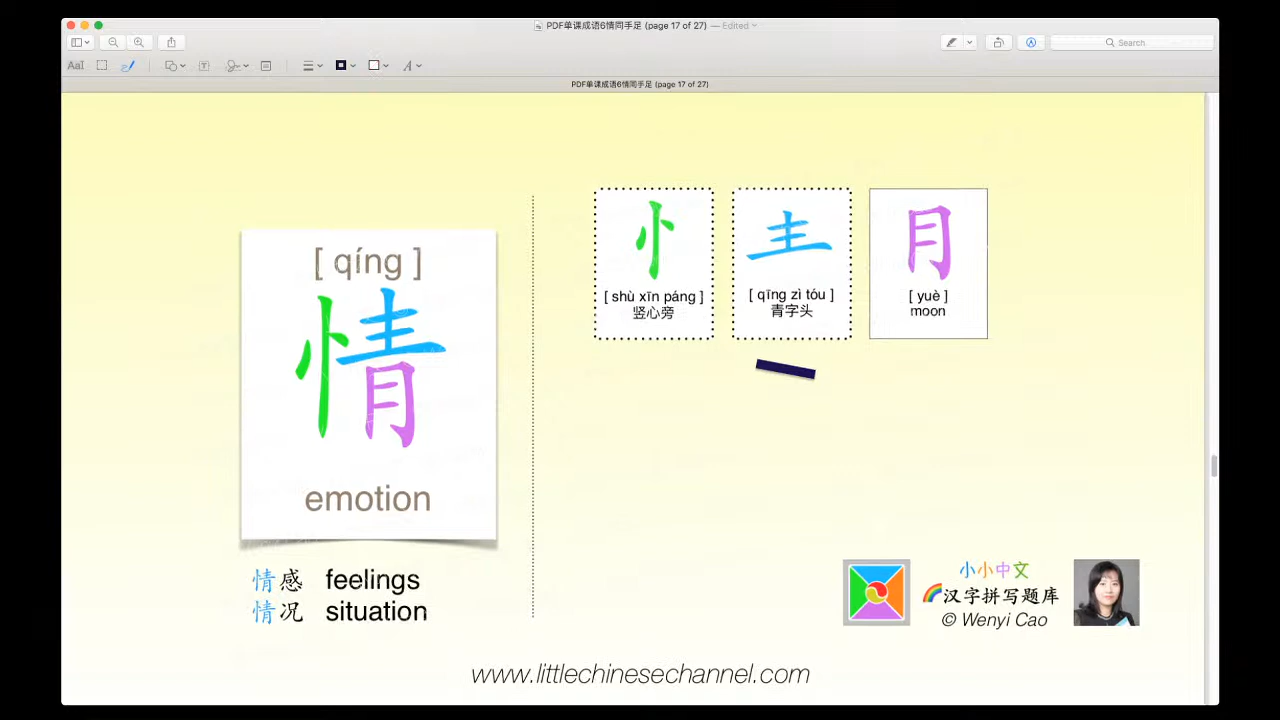 PDF单课成语6情同手足 (page 17 of 27) — Edited
Search
PDF单课成语6情同手足 (page 17 of 27)
[ qíng ]
情
emotion
情感 feelings
情况 situation
忄
[ shù xīn páng ]
竖心旁
龶
[ qīng zì tóu ]
青字头
月
[ yuè ]
moon
小小中文
汉字拼写题库
© Wenyi Cao
www.littlechinesechannel.com